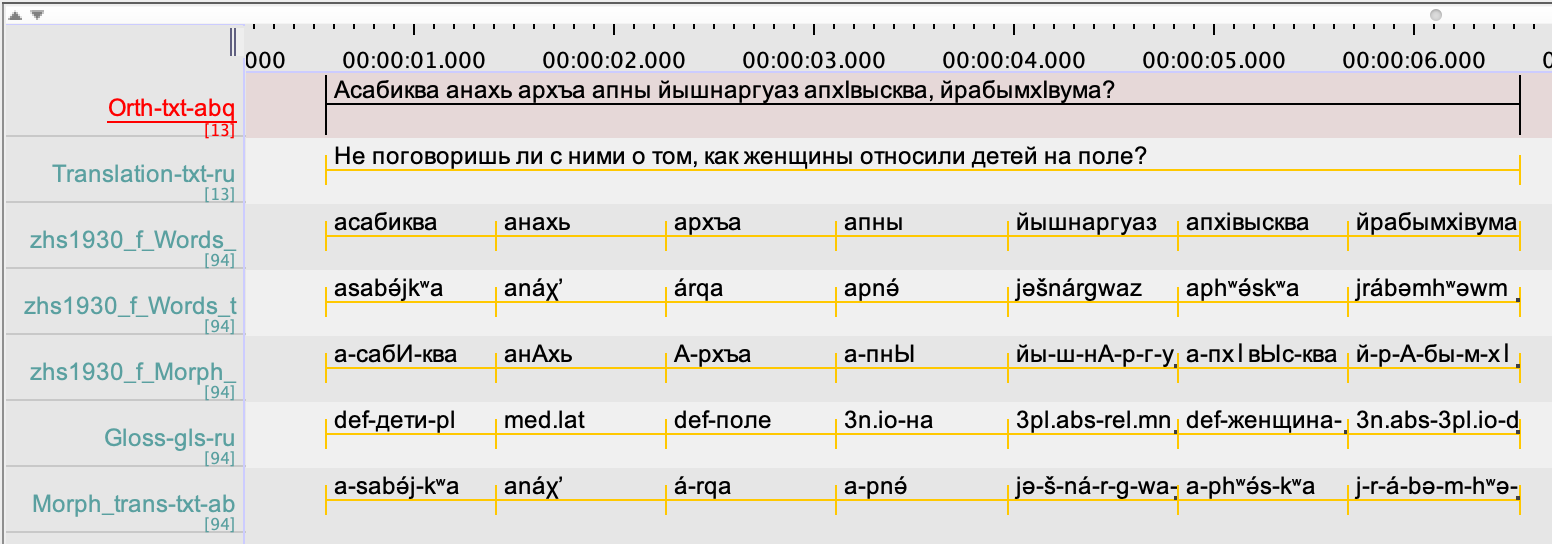 000 00:00:01.000 00:00:02.000 00:00:03.000 00:00:04.000 00:00:05.000 00:00:06.000 0
Orth-txt-abq [13] Асабиква анахь архъа апны йышнаргуаз апхӏвысква, йрабымхӏвума?
Translation-txt-ru [13] Не поговоришь ли с ними о том, как женщины относили детей на поле?
zhs1930_f_Words_ [94] асабиква анахь архъа апны йышнаргуаз апхӏвысква йрабымхӏвума
zhs1930_f_Words_t [94] asabə́jkʷa anáχʼ árqa apnə́ jəšnárgwaz aphʷə́skʷa jrábəmhʷəwm
zhs1930_f_Morph_ [94] а-сабИ-ква анАхь А-рхъа а-пнЫ йы-ш-нА-р-г-у а-пхӏвЫс-ква й-р-А-бы-м-хӏ
Gloss-gls-ru [94] def-дети-pl med.lat def-поле 3n.io-на 3pl.abs-rel.mn def-женщина- 3n.abs-3pl.io-d
Morph_trans-txt-ab [94] a-sabə́j-kʷa anáχʼ á-rqa a-pnə́ jə-š-ná-r-g-wa- a-phʷə́s-kʷa j-r-á-bə-m-hʷə-